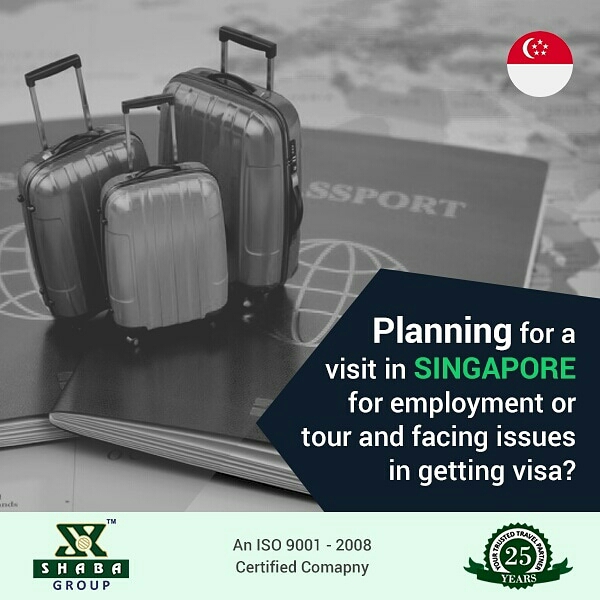 SSPORT
Planning for a
visit in SINGAPORE
for employment or
tour and facing issues
in getting visa?
TM
SHABA
GROUP
An ISO 9001 - 2008
Certified Comapny
YOUR TRUSTED TRAVEL PARTNER
25
YEARS